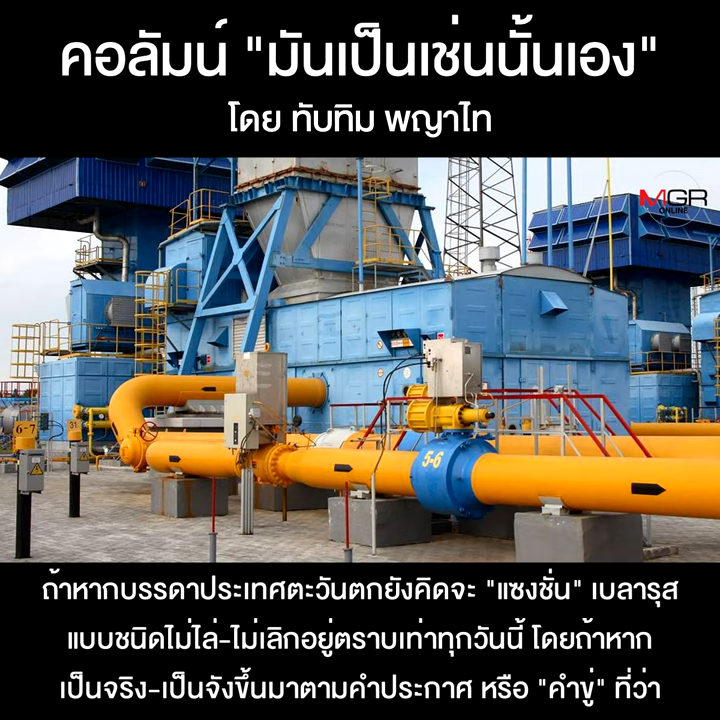 คอลัมน์ "มันเป็นเช่นนั้นเอง"
โดย ทับทิม พญาไท
MGR
ONLINE
6-7
31
5-6
ถ้าหากบรรดาประเทศตะวันตกยังคิดจะ "แซงชั่น" เบลารุส
แบบชนิดไม่ไล่-ไม่เลิกอยู่ตราบเท่าทุกวันนี้ โดยถ้าหาก
เป็นจริง-เป็นจังขึ้นมาตามคำประกาศ หรือ "คำขู่" ที่ว่า